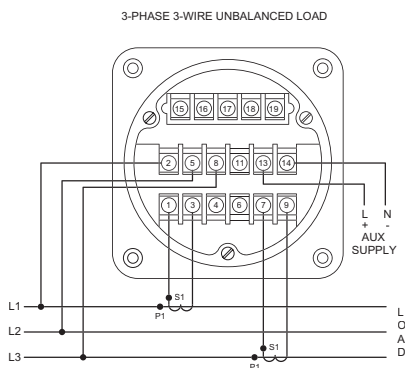 3-PHASE 3-WIRE UNBALANCED LOAD
15 16 17 18 19
2 5 8 11 13 14
1 3 4 6 7 9
L N
+ -
AUX
SUPPLY
S1
L1
P1
L2
S1
L3
P1
L
O
A
D